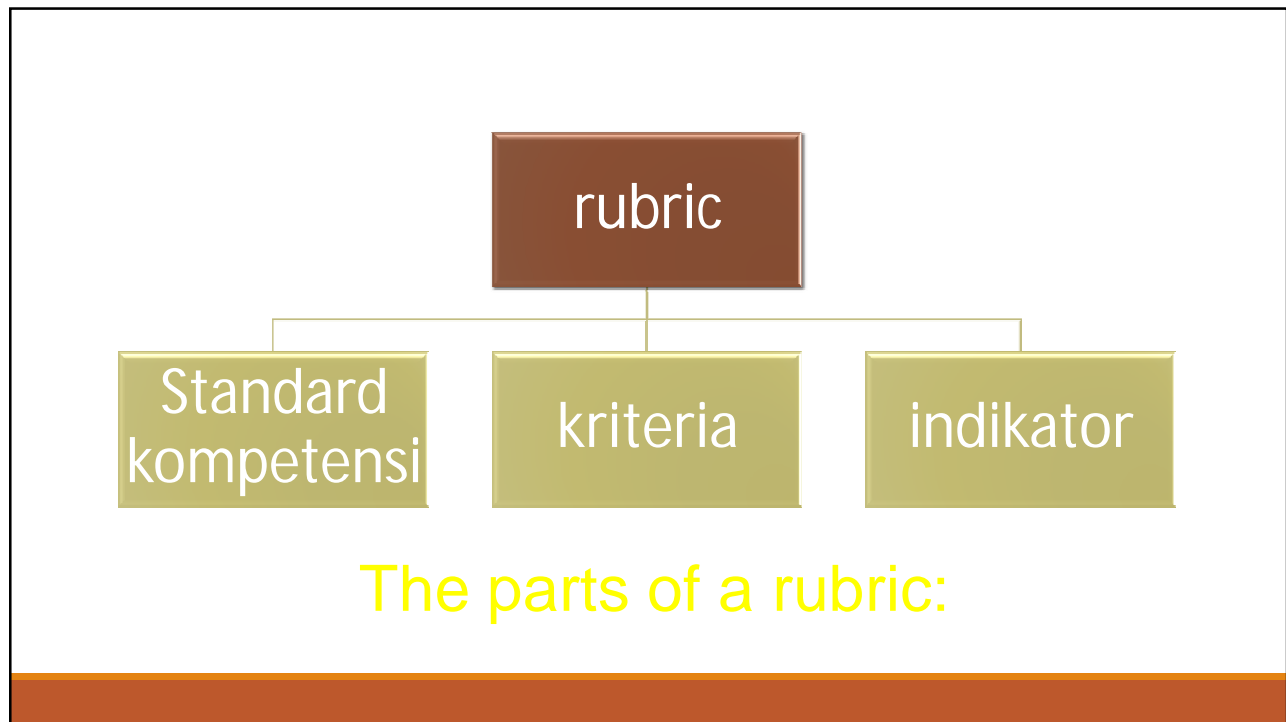 rubric
Standard
kompetensi
kriteria
indikator
The parts of a rubric: